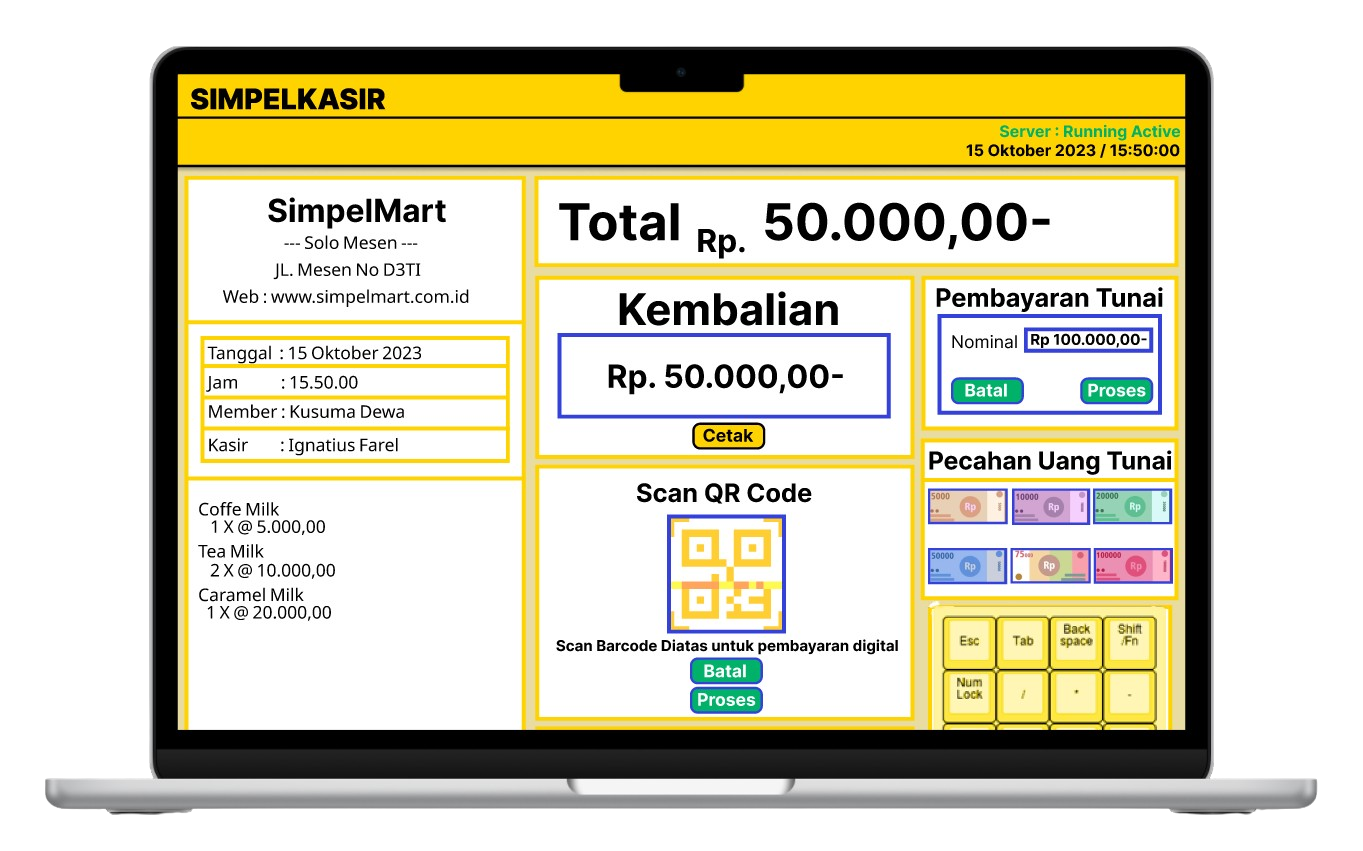 SIMPELKASIR
Server : Running Active
15 Oktober 2023 / 15:50:00
SimpelMart
--- Solo Mesen ---
JL. Mesen No D3TI
Web : www.simpelmart.com.id
Tanggal : 15 Oktober 2023
Jam : 15.50.00
Member : Kusuma Dewa
Kasir : Ignatius Farel
Coffe Milk
1 X @ 5.000,00
Tea Milk
2 X @ 10.000,00
Caramel Milk
1 X @ 20.000,00
Total Rp. 50.000,00-
Kembalian
Rp. 50.000,00-
Cetak
Scan QR Code
Scan Barcode Diatas untuk pembayaran digital
Batal
Proses
Pembayaran Tunai
Nominal Rp 100.000,00-
Batal Proses
Pecahan Uang Tunai
5000 Rp 10000 Rp 20000 Rp
50000 Rp 75000 Rp 100000 Rp
Esc Tab Back space Shift /Fn
Num Lock / * -